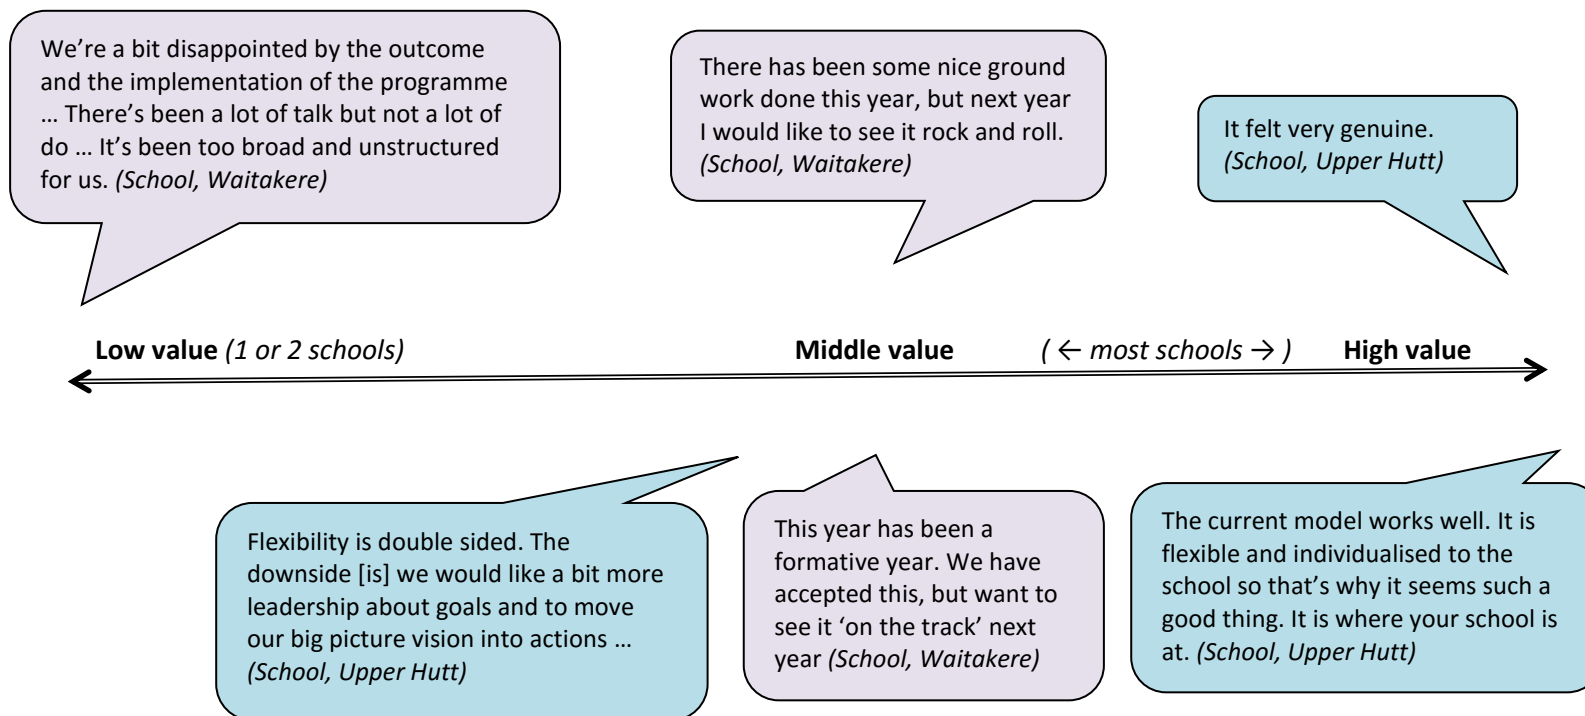 We’re a bit disappointed by the outcome
and the implementation of the programme
… There’s been a lot of talk but not a lot of
do … It’s been too broad and unstructured
for us. (School, Waitakere)
There has been some nice ground
work done this year, but next year
I would like to see it rock and roll.
(School, Waitakere)
It felt very genuine.
(School, Upper Hutt)
Low value (1 or 2 schools)
Middle value
( ← most schools → )
High value
Flexibility is double sided. The
downside [is] we would like a bit more
leadership about goals and to move
our big picture vision into actions …
(School, Upper Hutt)
This year has been a
formative year. We have
accepted this, but want to
see it ‘on the track’ next
year (School, Waitakere)
The current model works well. It is
flexible and individualised to the
school so that’s why it seems such a
good thing. It is where your school is
at. (School, Upper Hutt)